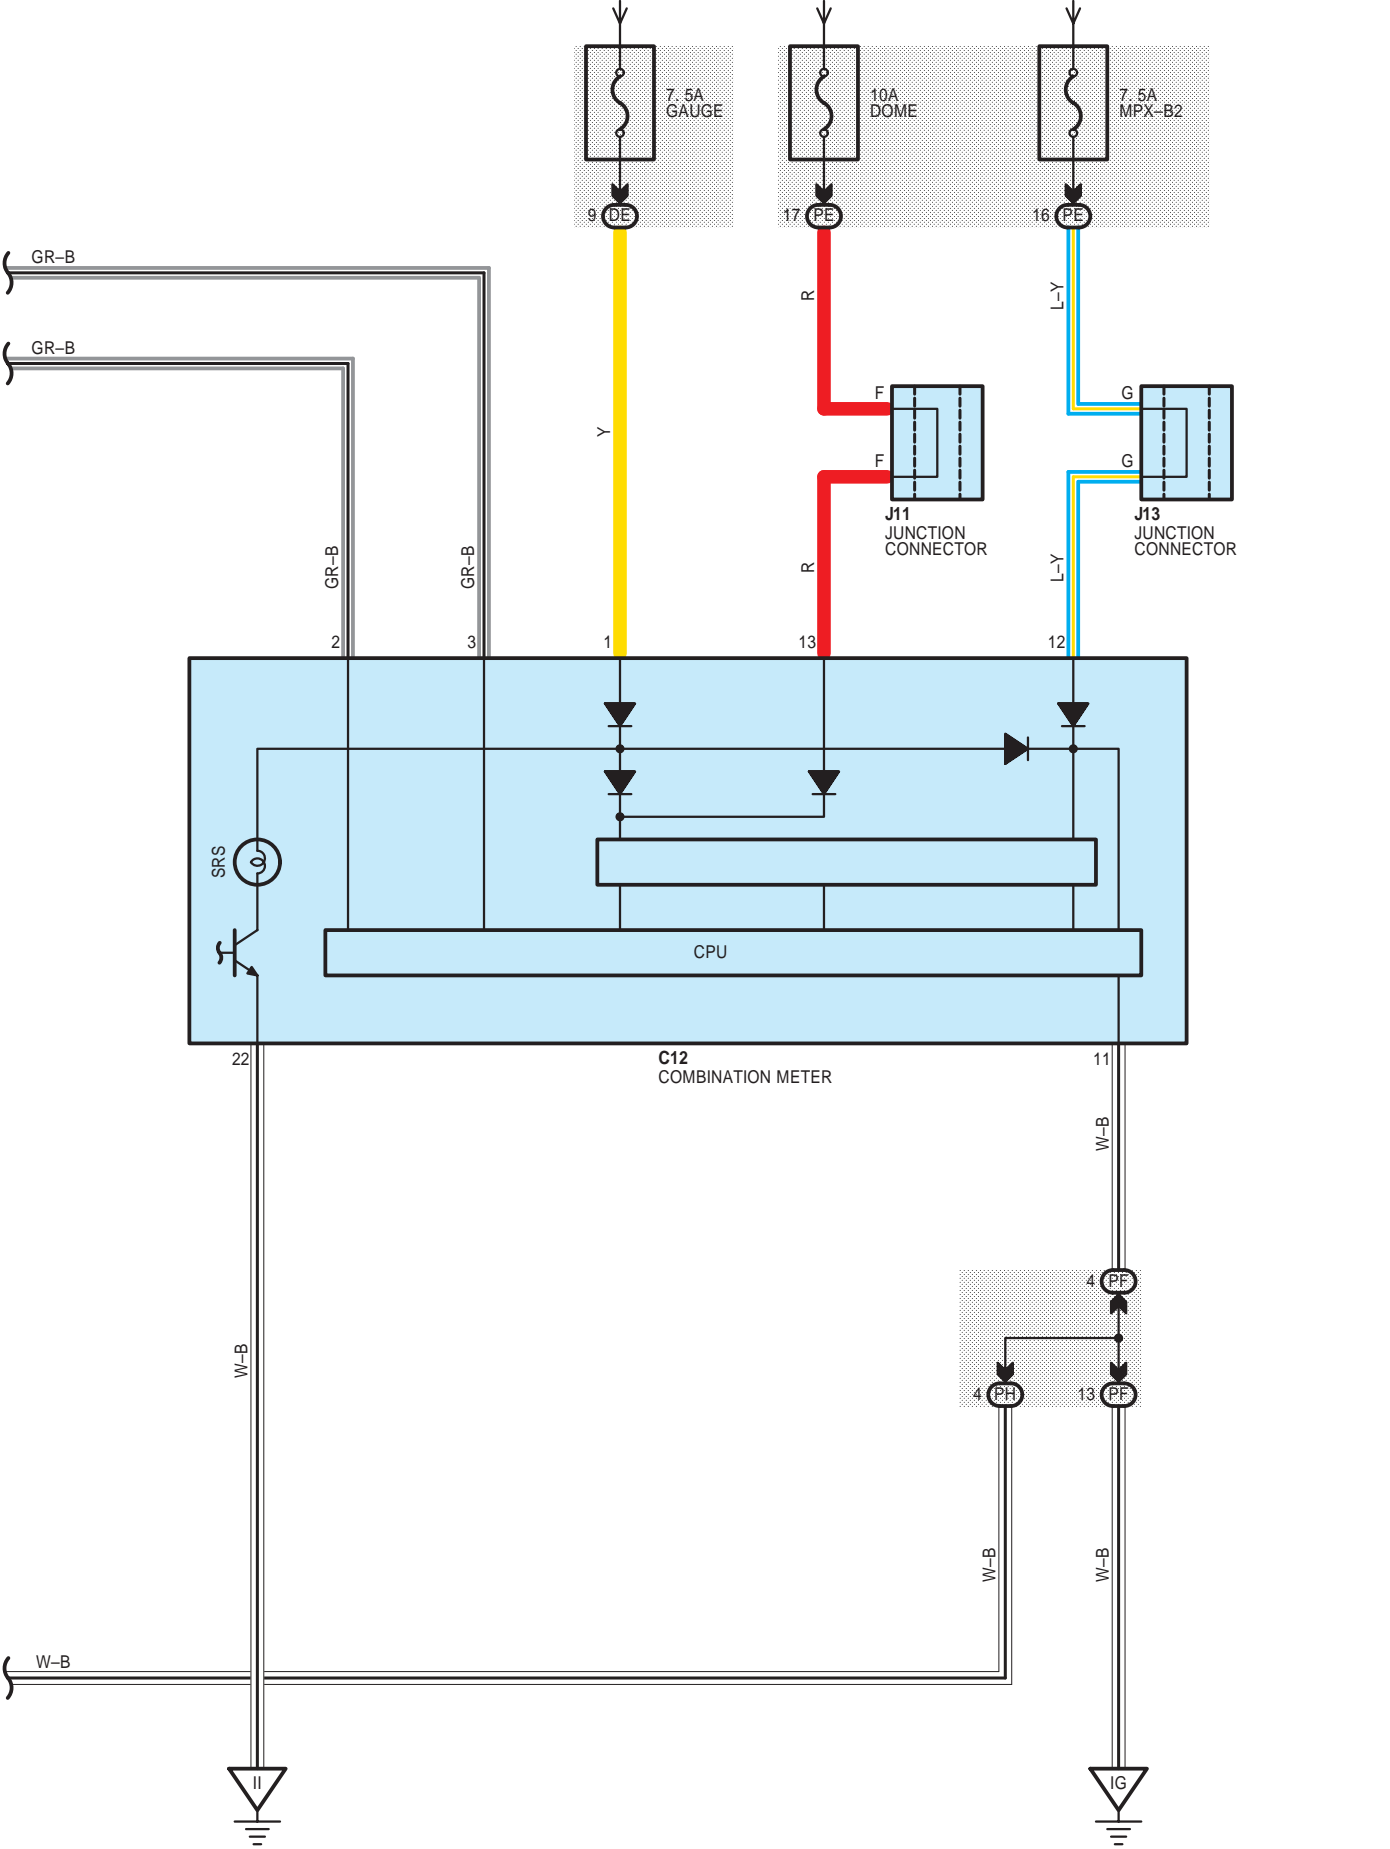 7. 5A
GAUGE
10A
DOME
7. 5A
MPX–B2
9 DE
17 PE
16 PE
GR–B
R
L–Y
GR–B
F
G
Y
F
G
J11
JUNCTION
CONNECTOR
J13
JUNCTION
CONNECTOR
GR–B
GR–B
R
L–Y
2
3
1
13
12
SRS
CPU
22
C12
COMBINATION METER
11
W–B
4 PF
W–B
4 PH
13 PF
W–B
W–B
W–B
II
IG